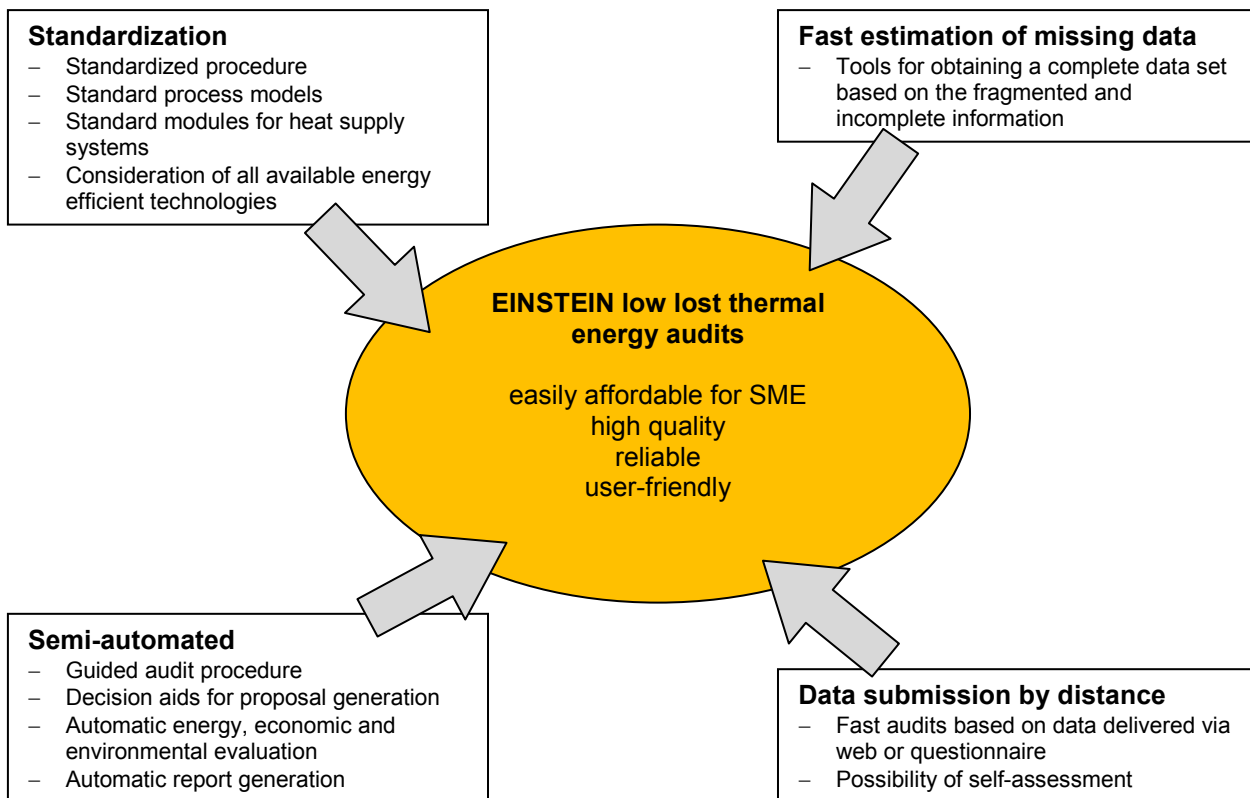 Standardization
– Standardized procedure
– Standard process models
– Standard modules for heat supply
systems
– Consideration of all available energy
efficient technologies
Fast estimation of missing data
– Tools for obtaining a complete data set
based on the fragmented and
incomplete information
EINSTEIN low lost thermal
energy audits
easily affordable for SME
high quality
reliable
user-friendly
Semi-automated
– Guided audit procedure
– Decision aids for proposal generation
– Automatic energy, economic and
environmental evaluation
– Automatic report generation
Data submission by distance
– Fast audits based on data delivered via
web or questionnaire
– Possibility of self-assessment